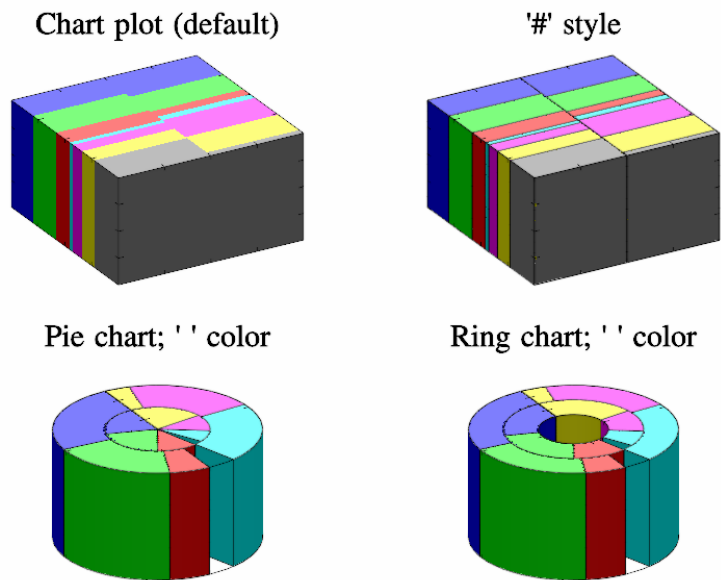 Chart plot (default)
'#' style
Pie chart; ' ' color
Ring chart; ' ' color